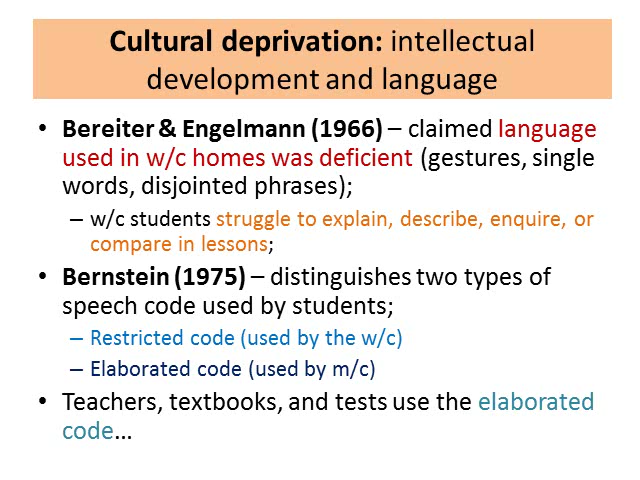 Cultural deprivation: intellectual
development and language
• Bereiter & Engelmann (1966) – claimed language
used in w/c homes was deficient (gestures, single
words, disjointed phrases);
– w/c students struggle to explain, describe, enquire, or
compare in lessons;
• Bernstein (1975) – distinguishes two types of
speech code used by students;
– Restricted code (used by the w/c)
– Elaborated code (used by m/c)
• Teachers, textbooks, and tests use the elaborated
code…